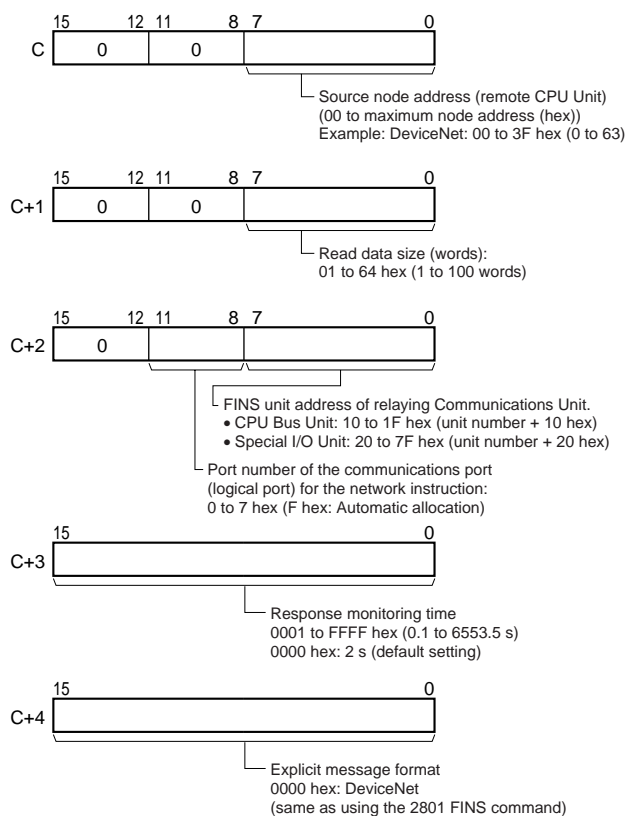 15 12 11 8 7 0
C 0 0
Source node address (remote CPU Unit)
(00 to maximum node address (hex))
Example: DeviceNet: 00 to 3F hex (0 to 63)
15 12 11 8 7 0
C+1 0 0
Read data size (words):
01 to 64 hex (1 to 100 words)
15 12 11 8 7 0
C+2 0
FINS unit address of relaying Communications Unit.
• CPU Bus Unit: 10 to 1F hex (unit number + 10 hex)
• Special I/O Unit: 20 to 7F hex (unit number + 20 hex)
Port number of the communications port
(logical port) for the network instruction:
0 to 7 hex (F hex: Automatic allocation)
15 0
C+3
Response monitoring time
0001 to FFFF hex (0.1 to 6553.5 s)
0000 hex: 2 s (default setting)
15 0
C+4
Explicit message format
0000 hex: DeviceNet
(same as using the 2801 FINS command)